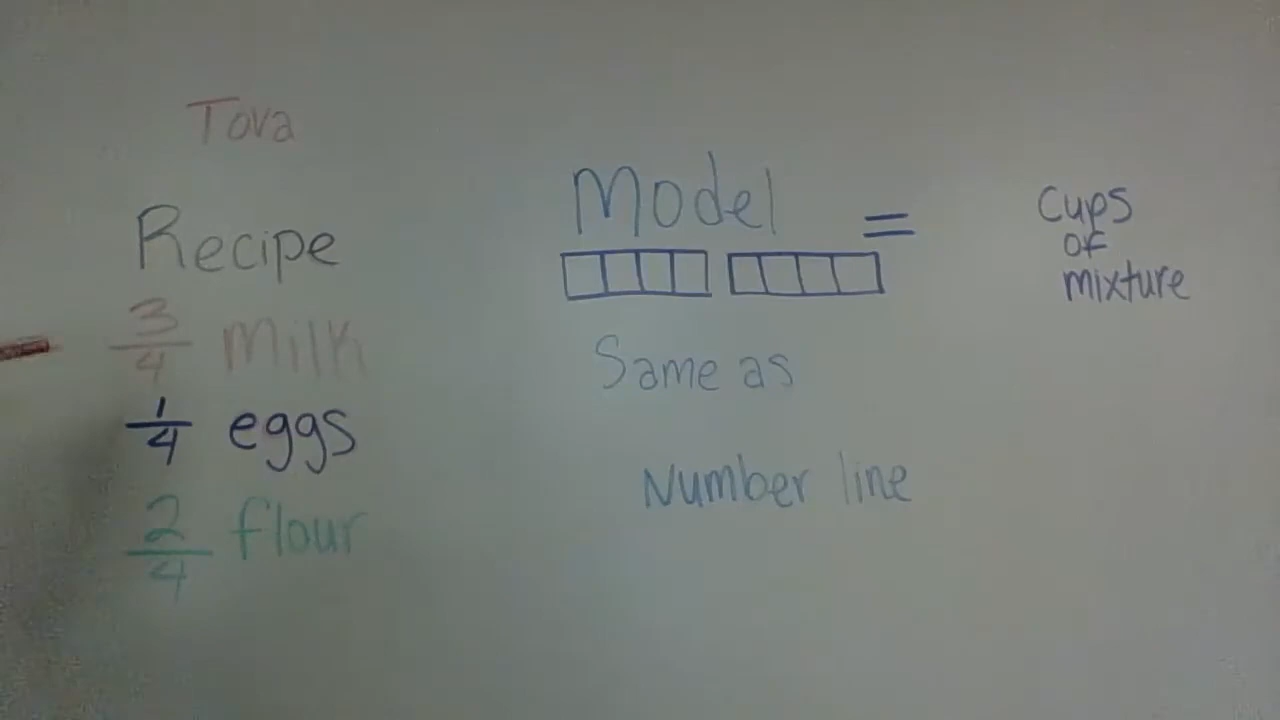 Tova
Recipe
3/4 milk
1/4 eggs
2/4 flour
Model =
Same as
Number line
Cups
of
mixture